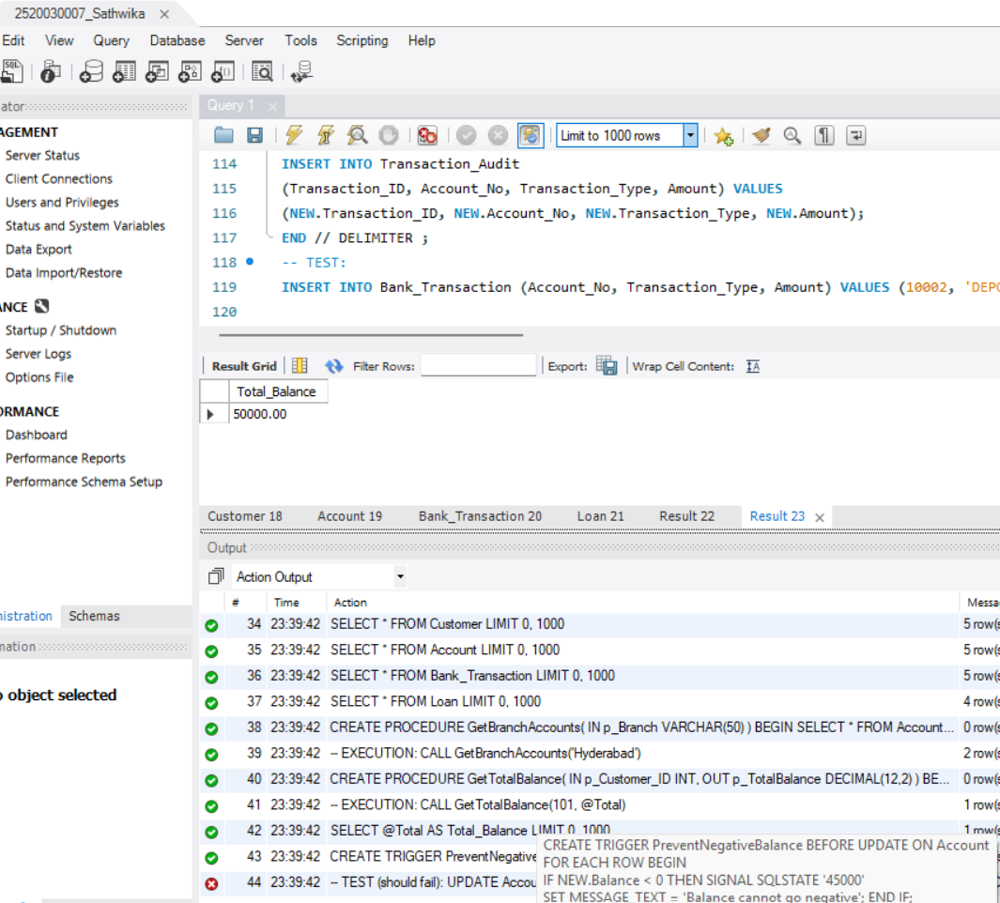 2520030007_Sathwika
Edit View Query Database Server Tools Scripting Help
Query 1
AGEMENT
Server Status
Client Connections
Users and Privileges
Status and System Variables
Data Export
Data Import/Restore
ANCE
Startup / Shutdown
Server Logs
Options File
ORMANCE
Dashboard
Performance Reports
Performance Schema Setup
nistration Schemas
o object selected
Limit to 1000 rows
114 INSERT INTO Transaction_Audit
115 (Transaction_ID, Account_No, Transaction_Type, Amount) VALUES
116 (NEW.Transaction_ID, NEW.Account_No, NEW.Transaction_Type, NEW.Amount);
117 END // DELIMITER ;
118 -- TEST:
119 INSERT INTO Bank_Transaction (Account_No, Transaction_Type, Amount) VALUES (10002, 'DEPO
120
Result Grid Filter Rows: Export: Wrap Cell Content:
Total_Balance
50000.00
Customer 18 Account 19 Bank_Transaction 20 Loan 21 Result 22 Result 23
Output
Action Output
# Time Action Messa
34 23:39:42 SELECT * FROM Customer LIMIT 0, 1000 5 row(s
35 23:39:42 SELECT * FROM Account LIMIT 0, 1000 5 row(s
36 23:39:42 SELECT * FROM Bank_Transaction LIMIT 0, 1000 5 row(s
37 23:39:42 SELECT * FROM Loan LIMIT 0, 1000 4 row(s
38 23:39:42 CREATE PROCEDURE GetBranchAccounts( IN p_Branch VARCHAR(50) ) BEGIN SELECT * FROM Account... 0 row(s
39 23:39:42 -- EXECUTION: CALL GetBranchAccounts('Hyderabad') 2 row(s
40 23:39:42 CREATE PROCEDURE GetTotalBalance( IN p_Customer_ID INT, OUT p_TotalBalance DECIMAL(12,2) ) BE... 0 row(s
41 23:39:42 -- EXECUTION: CALL GetTotalBalance(101, @Total) 1 row(s
42 23:39:42 SELECT @Total AS Total_Balance LIMIT 0, 1000 1 row(s
43 23:39:42 CREATE TRIGGER PreventNegative
44 23:39:42 -- TEST (should fail): UPDATE Accou
CREATE TRIGGER PreventNegativeBalance BEFORE UPDATE ON Account
FOR EACH ROW BEGIN
IF NEW.Balance < 0 THEN SIGNAL SQLSTATE '45000'
SET MESSAGE_TEXT = 'Balance cannot go negative'; END IF;